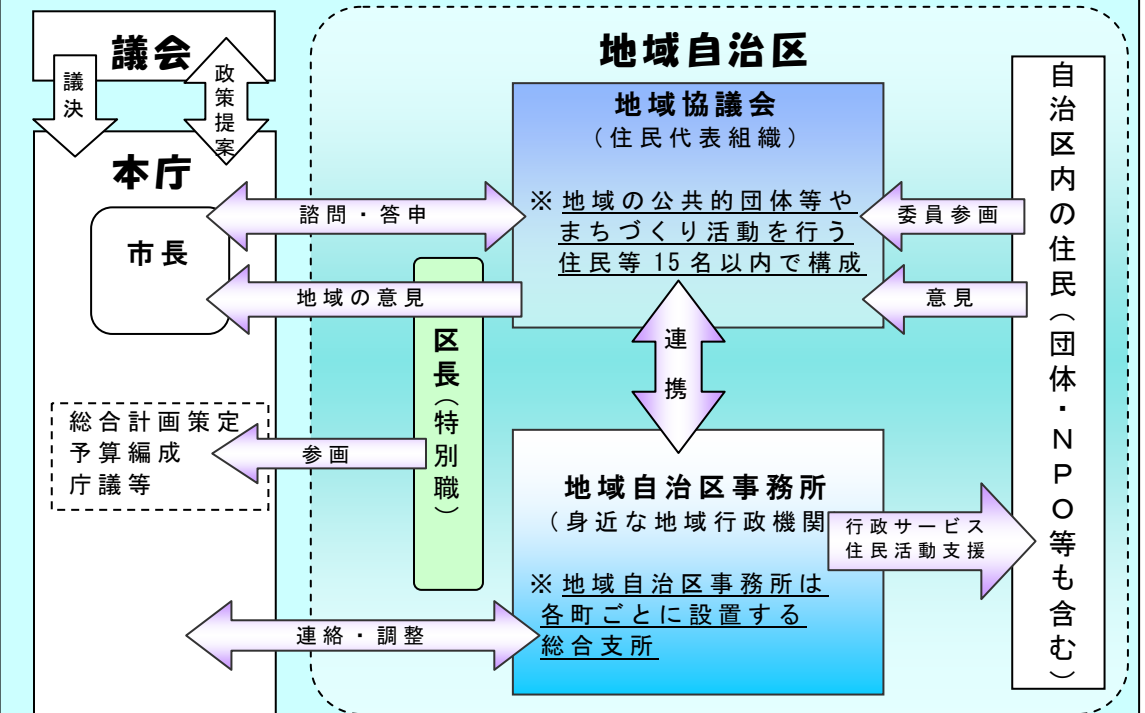 議会
議決
政策提案
本庁
市長
総合計画策定
予算編成
庁議等
地域自治区
諮問・答申
地域の意見
参画
連絡・調整
区長（特別職）
地域協議会
（住民代表組織）
※ 地域の公共的団体等や
まちづくり活動を行う
住民等 15 名以内で構成
連携
地域自治区事務所
（身近な地域行政機関
※ 地域自治区事務所は
各町ごとに設置する
総合支所
委員参画
意見
行政サービス
住民活動支援
自治区内の住民（団体・ＮＰＯ等も含む）